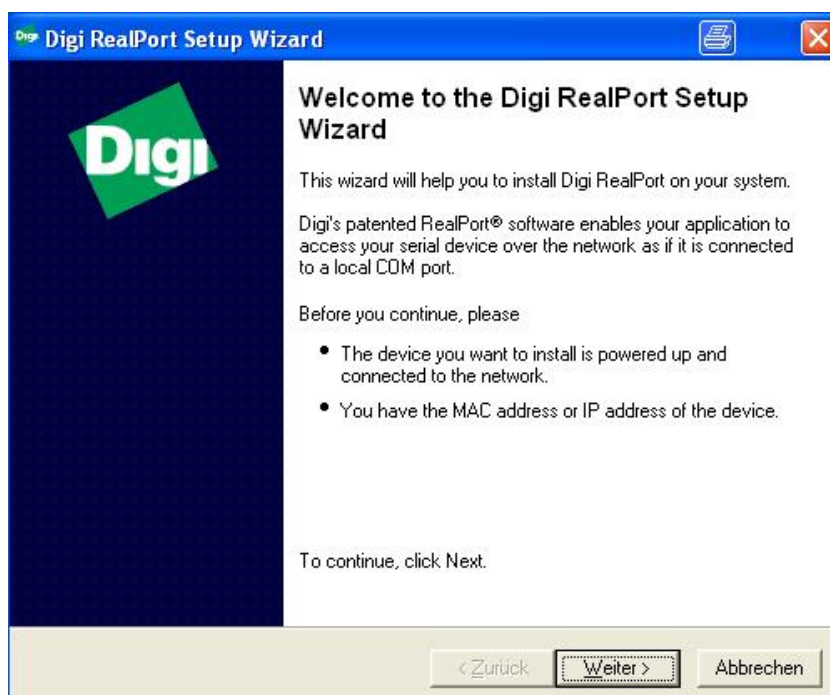 Digi RealPort Setup Wizard
Digi
Welcome to the Digi RealPort Setup
Wizard
This wizard will help you to install Digi RealPort on your system.
Digi's patented RealPort® software enables your application to
access your serial device over the network as if it is connected
to a local COM port.
Before you continue, please
• The device you want to install is powered up and
connected to the network.
• You have the MAC address or IP address of the device.
To continue, click Next.
< Zurück
Weiter >
Abbrechen